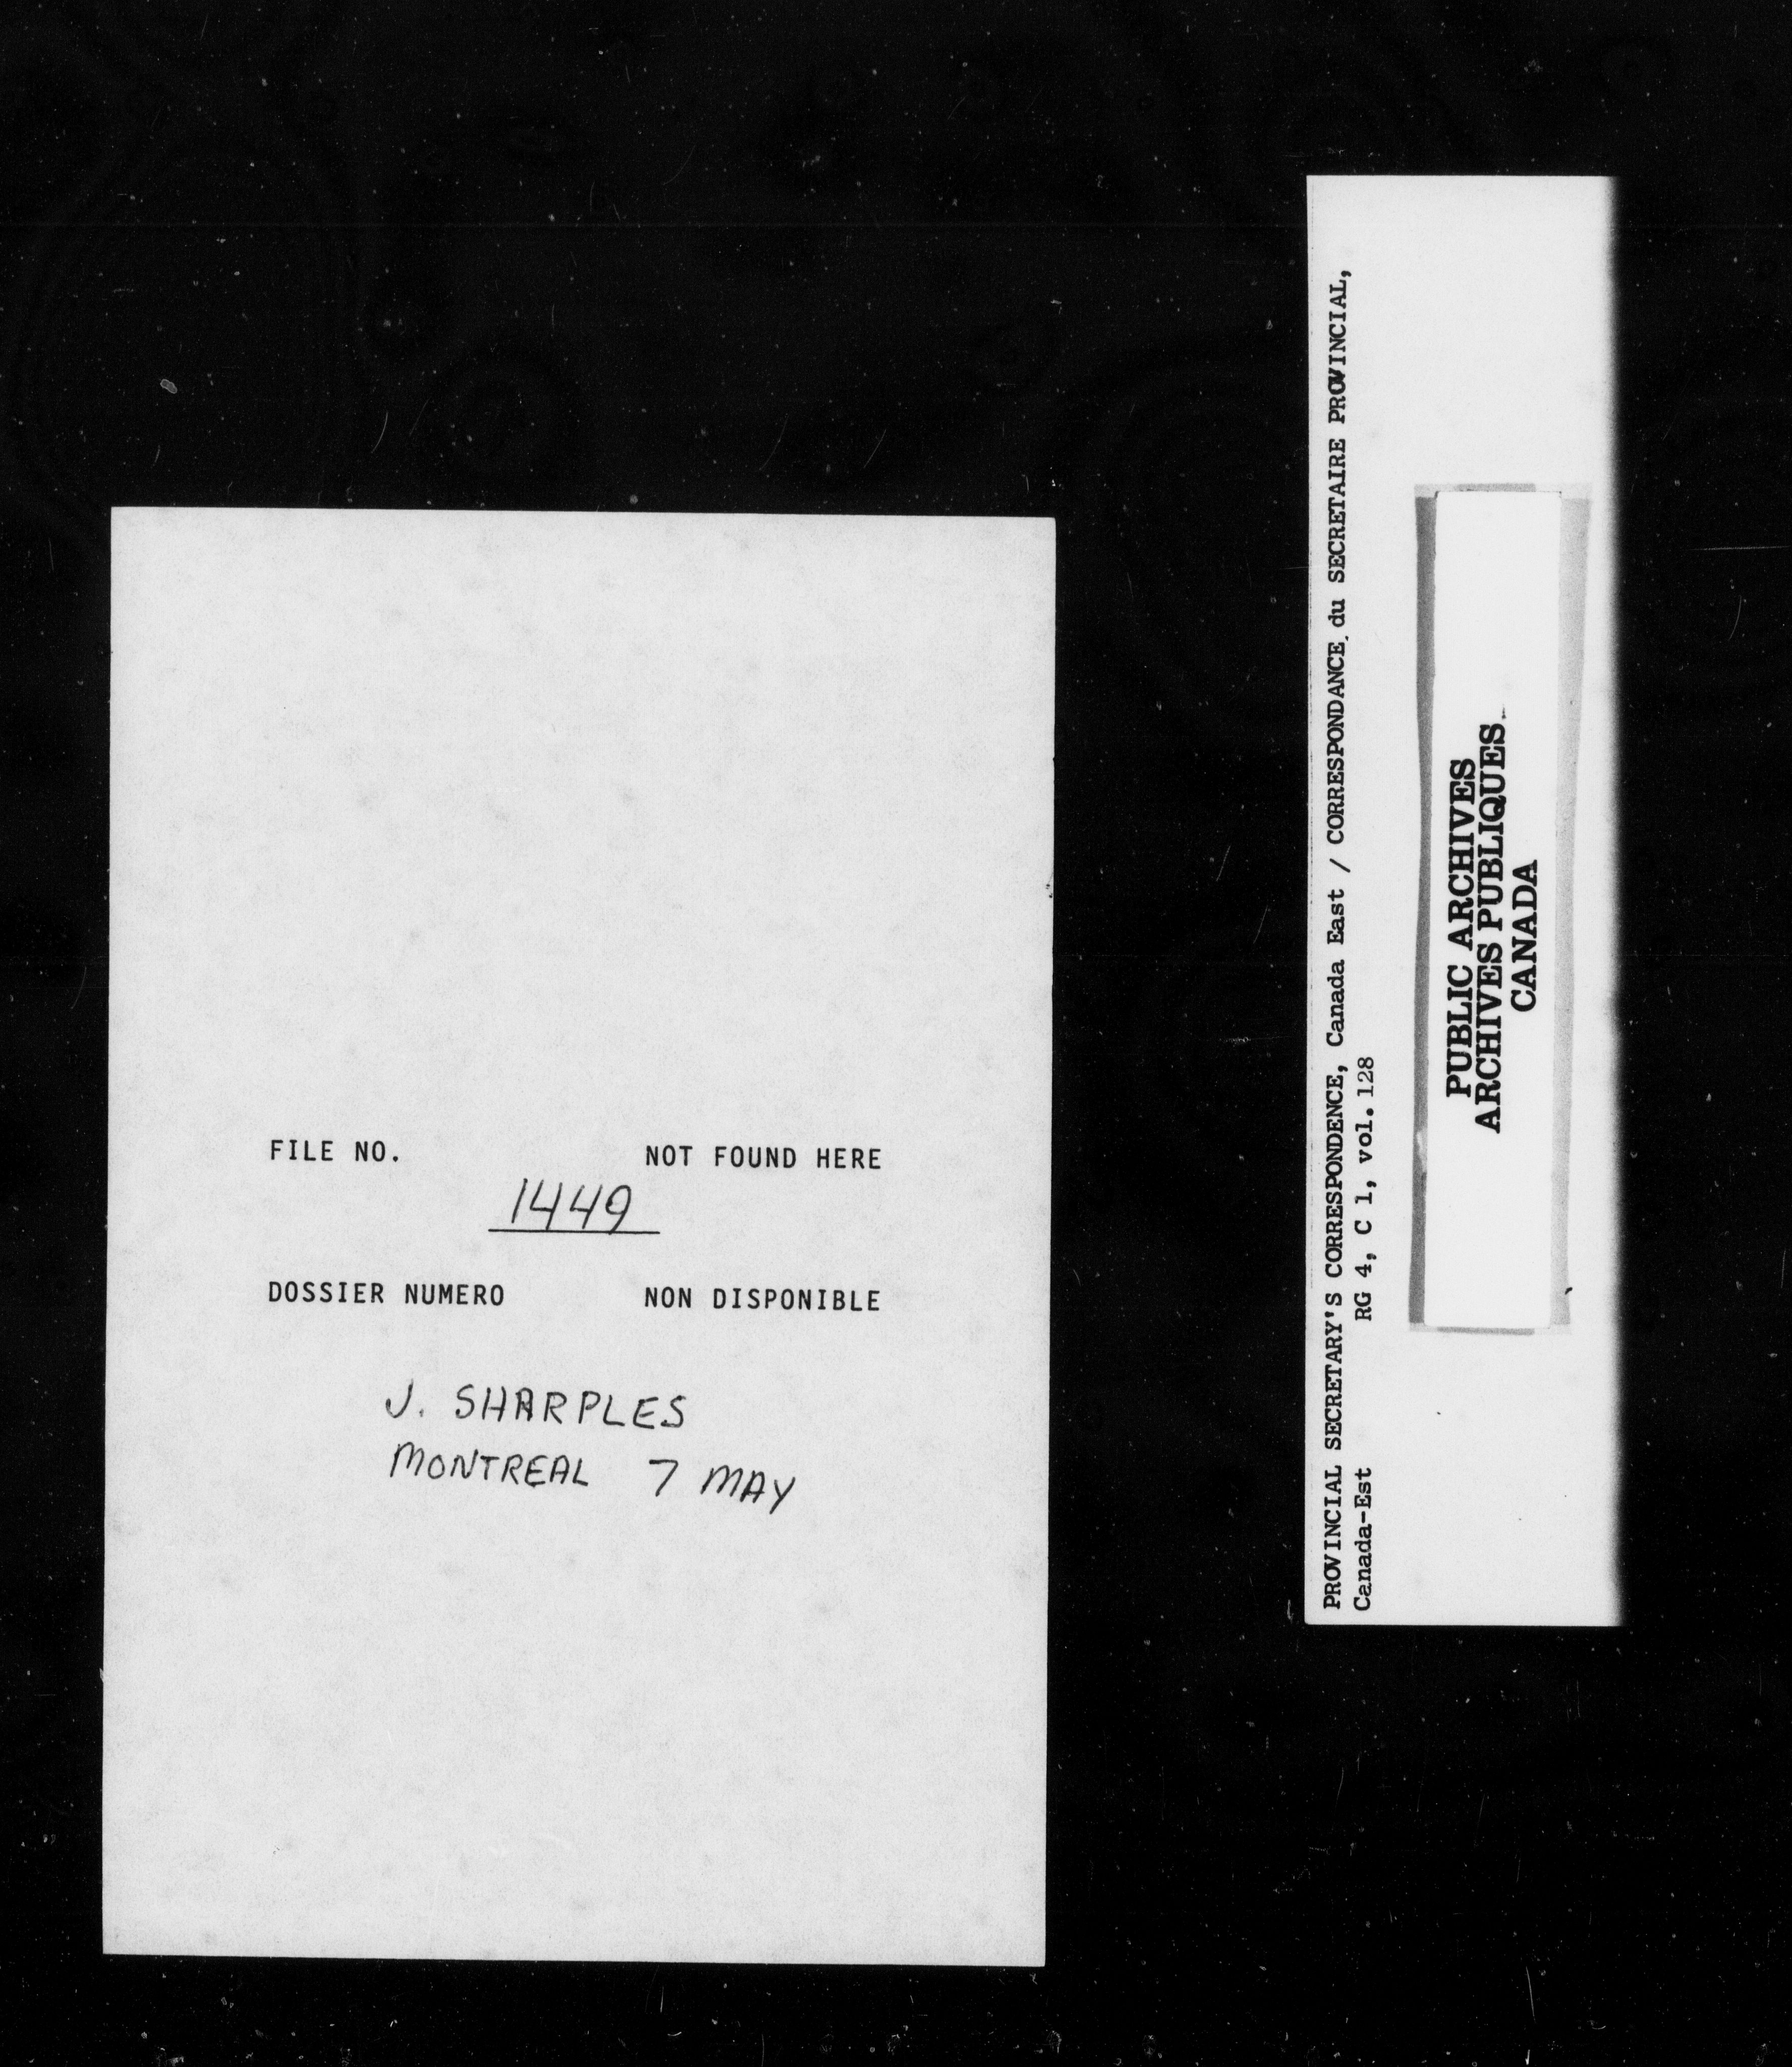 FILE NO. NOT FOUND HERE
1449
DOSSIER NUMERO NON DISPONIBLE
J. SHARPLES
MONTREAL 7 MAY
PROVINCIAL SECRETARY'S CORRESPONDENCE, Canada East / CORRESPONDANCE du SECRETAIRE PROVINCIAL,
Canada-Est RG 4, C 1, vol. 128
PUBLIC ARCHIVES
ARCHIVES PUBLIQUES
CANADA